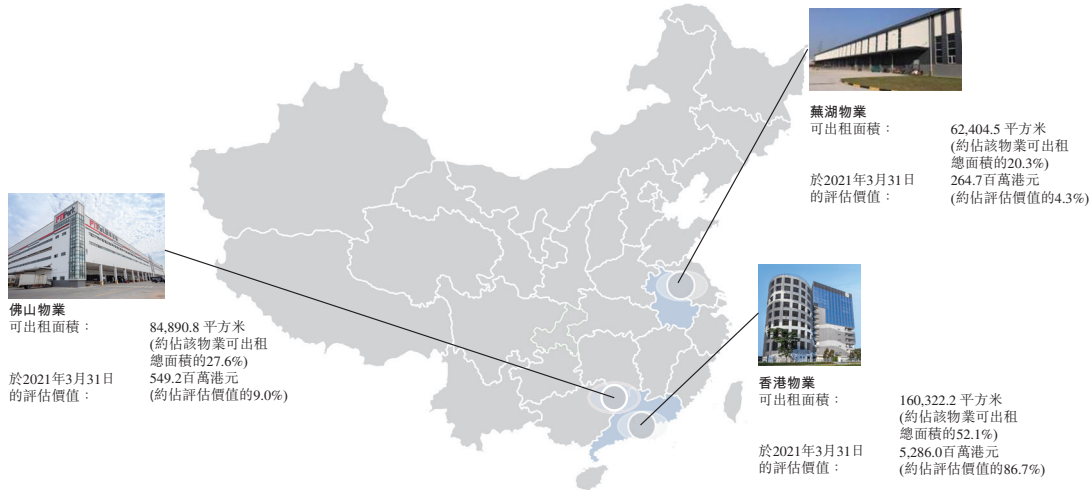 蕪湖物業
可出租面積： 62,404.5 平方米
(約佔該物業可出租
總面積的20.3%)
於2021年3月31日 264.7百萬港元
的評估價值： (約佔評估價值的4.3%)
佛山物業
可出租面積： 84,890.8 平方米
(約佔該物業可出租
總面積的27.6%)
於2021年3月31日 549.2百萬港元
的評估價值： (約佔評估價值的9.0%)
香港物業
可出租面積： 160,322.2 平方米
(約佔該物業可出租
總面積的52.1%)
於2021年3月31日 5,286.0百萬港元
的評估價值： (約佔評估價值的86.7%)